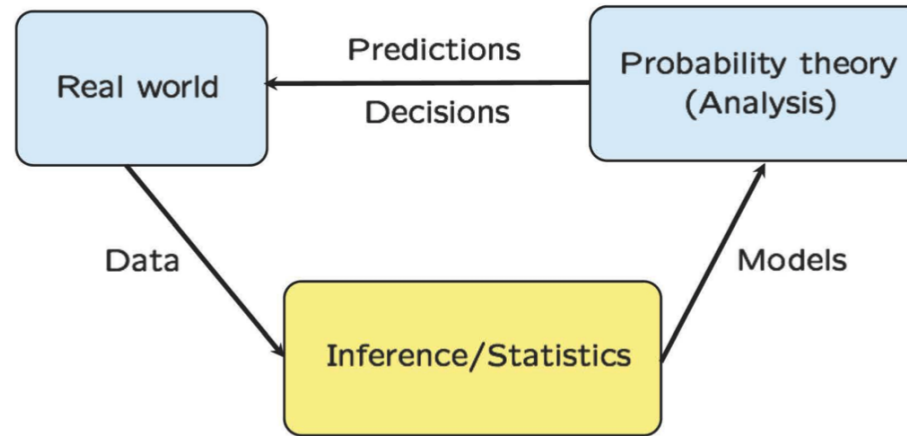 Real world
Predictions
Decisions
Probability theory
(Analysis)
Data
Models
Inference/Statistics